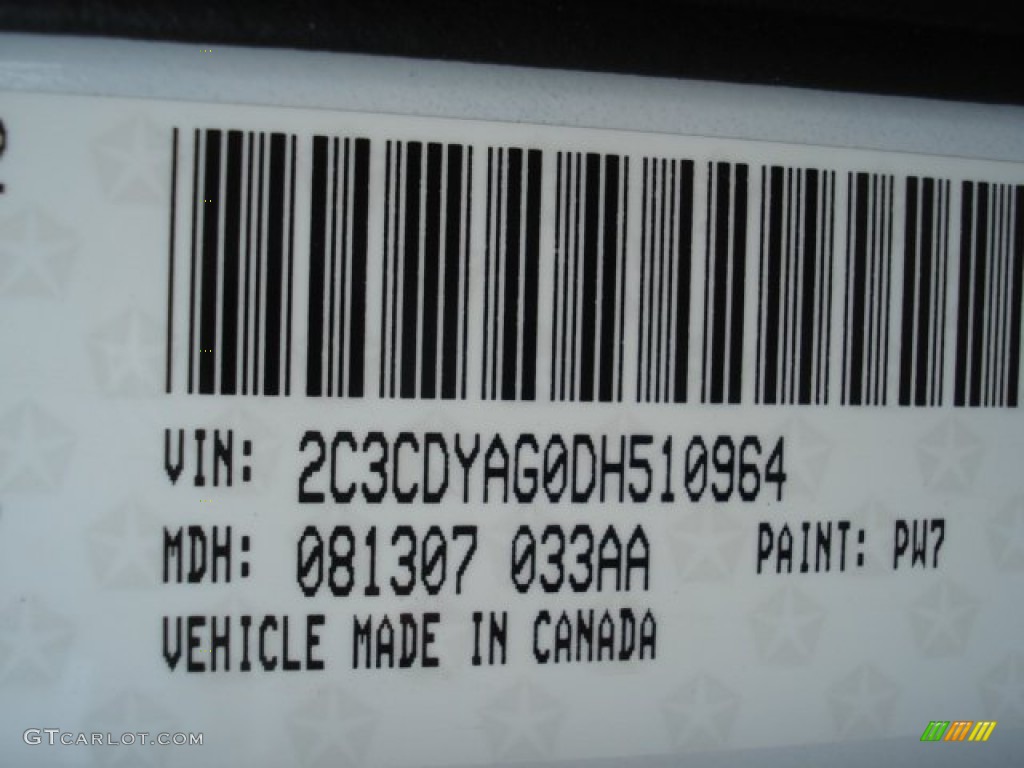 VIN: 2C3CDYAG0DH510964
MDH: 081307 033AA PAINT: PW7
VEHICLE MADE IN CANADA
GTCARLOT.COM